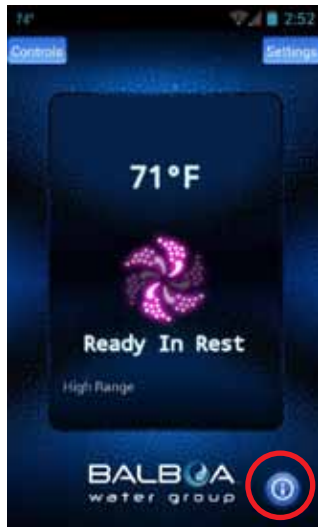 74° 2:52
Controls Settings
71°F
Ready In Rest
High Range
BALBOA
water group